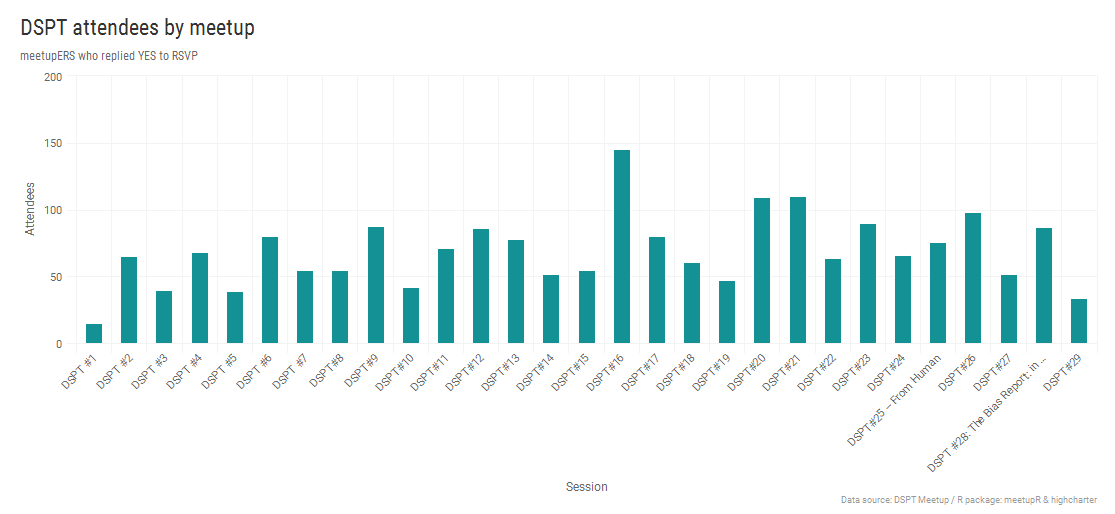 DSPT attendees by meetup
meetupERS who replied YES to RSVP
200
150
100
50
0
Attendees
DSPT #1
DSPT #2
DSPT #3
DSPT #4
DSPT #5
DSPT #6
DSPT #7
DSPT#8
DSPT#9
DSPT#10
DSPT#11
DSPT#12
DSPT#13
DSPT#14
DSPT#15
DSPT#16
DSPT#17
DSPT#18
DSPT#19
DSPT#20
DSPT#21
DSPT#22
DSPT#23
DSPT#24
DSPT#25 – From Human
DSPT#26
DSPT#27
DSPT #28: The Bias Report: in …
DSPT#29
Session
Data source: DSPT Meetup / R package: meetupR & highcharter